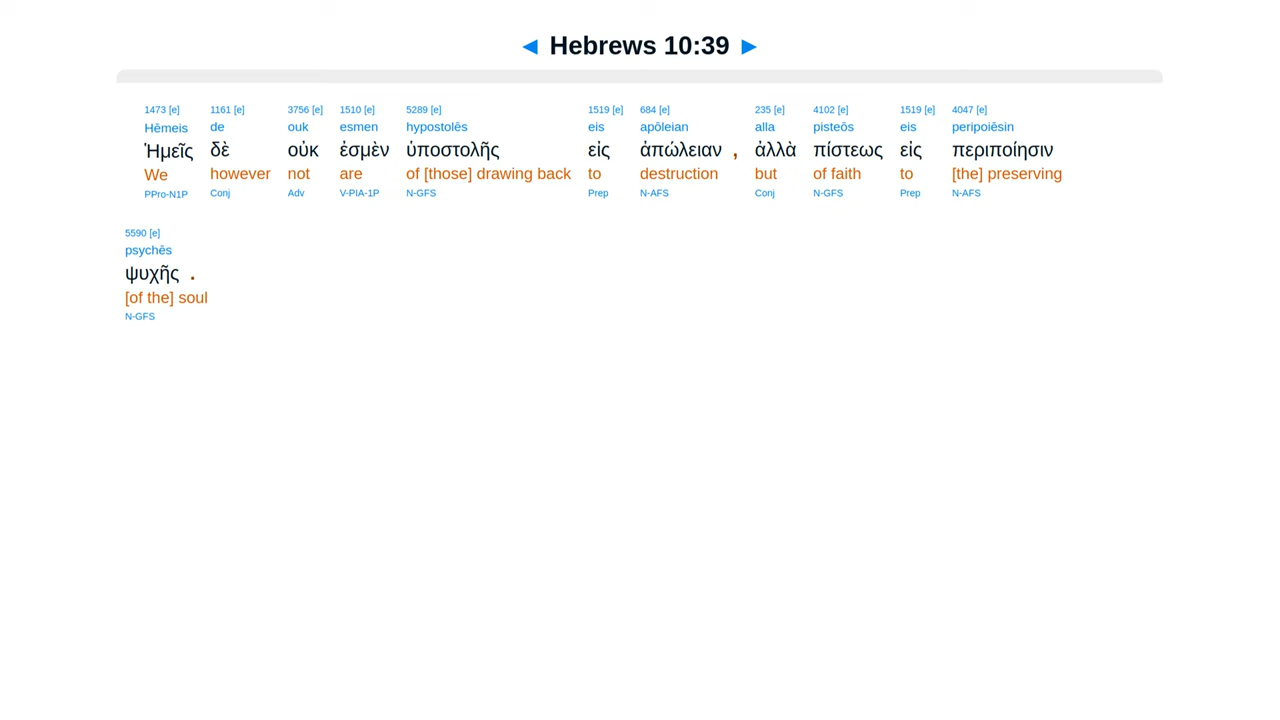 ◄ Hebrews 10:39 ►
1473 [e] 1161 [e] 3756 [e] 1510 [e] 5289 [e] 1519 [e] 684 [e] 235 [e] 4102 [e] 1519 [e] 4047 [e]
Hēmeis de ouk esmen hypostolēs eis apōleian alla pisteōs eis peripoiēsin
Ἡμεῖς δὲ οὐκ ἐσμὲν ὑποστολῆς εἰς ἀπώλειαν , ἀλλὰ πίστεως εἰς περιποίησιν
We however not are of [those] drawing back to destruction but of faith to [the] preserving
PPro-N1P Conj Adv V-PIA-1P N-GFS Prep N-AFS Conj N-GFS Prep N-AFS
5590 [e]
psychēs
ψυχῆς .
[of the] soul
N-GFS